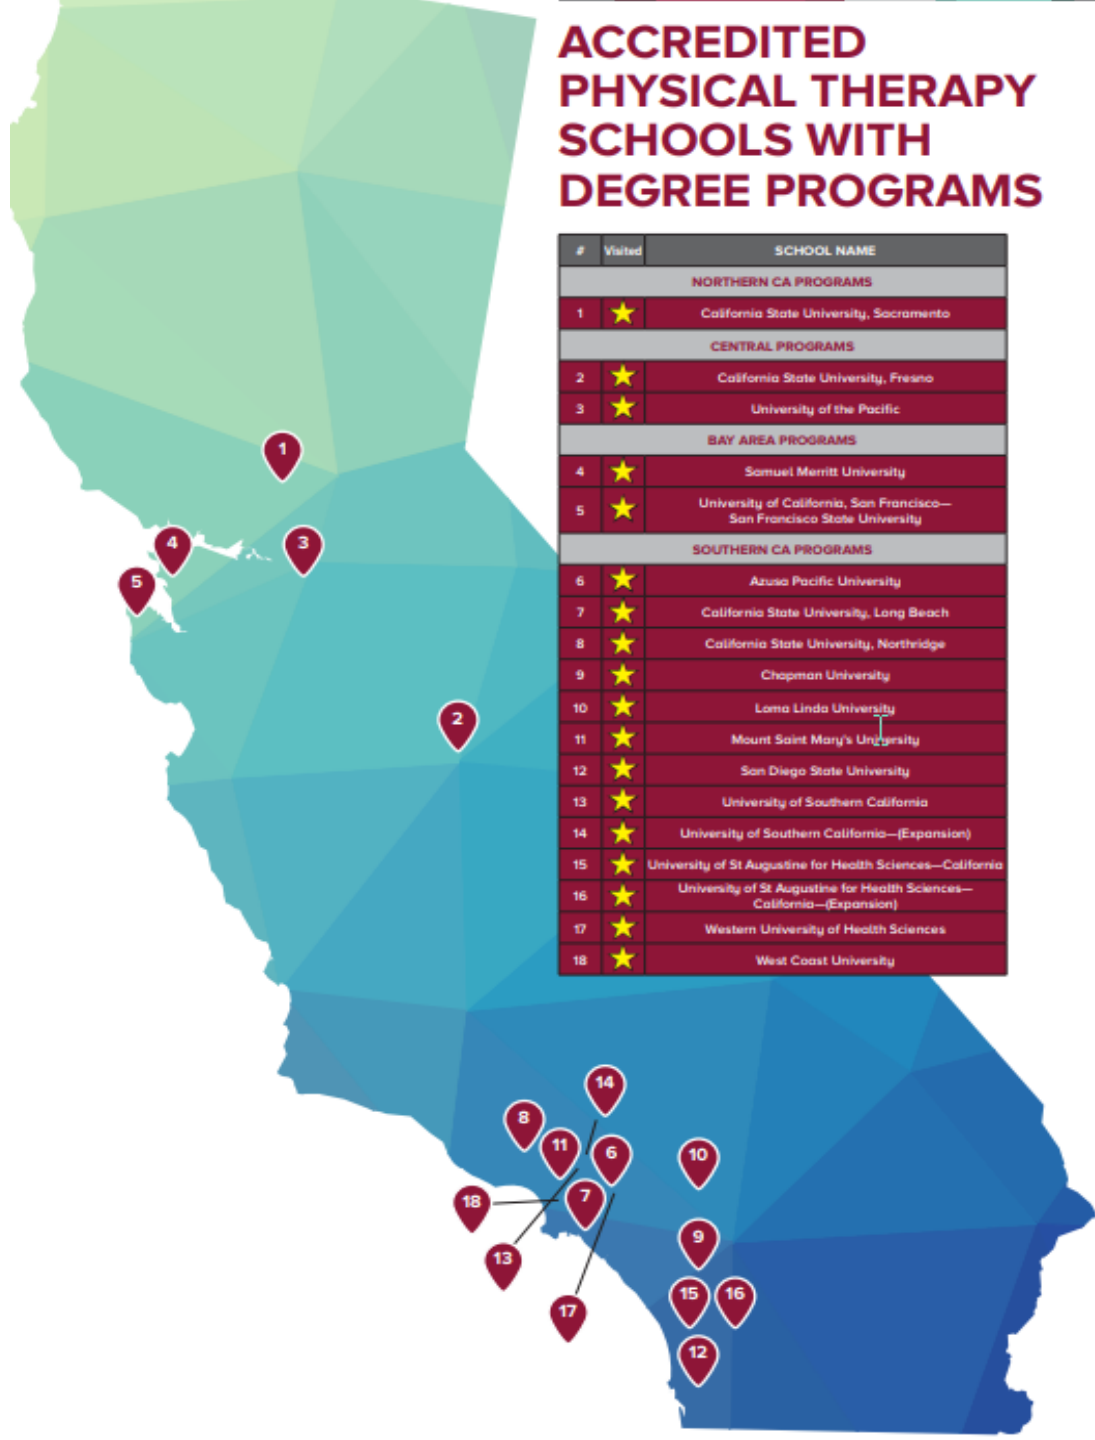 ACCREDITED
PHYSICAL THERAPY
SCHOOLS WITH
DEGREE PROGRAMS
# Visited SCHOOL NAME
NORTHERN CA PROGRAMS
1 California State University, Sacramento
CENTRAL PROGRAMS
2 California State University, Fresno
3 University of the Pacific
BAY AREA PROGRAMS
4 Samuel Merritt University
5 University of California, San Francisco—
San Francisco State University
SOUTHERN CA PROGRAMS
6 Azusa Pacific University
7 California State University, Long Beach
8 California State University, Northridge
9 Chapman University
10 Loma Linda University
11 Mount Saint Mary's University
12 San Diego State University
13 University of Southern California
14 University of Southern California—(Expansion)
15 University of St Augustine for Health Sciences—California
16 University of St Augustine for Health Sciences—
California—(Expansion)
17 Western University of Health Sciences
18 West Coast University
1
4
3
5
2
14
8
11
6
10
18
7
9
13
15
16
17
12